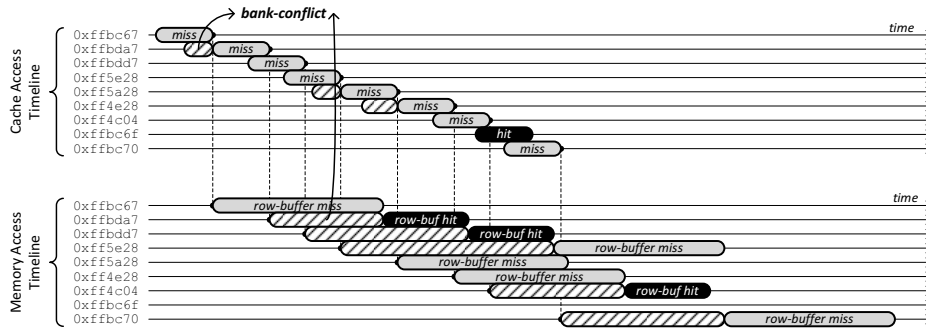 bank-conflict
Cache Access
Timeline
time
0xffbc67 miss
0xffbda7 miss
0xffbdd7 miss
0xff5e28 miss
0xff5a28 miss
0xff4e28 miss
0xff4c04 miss
0xffbc6f hit
0xffbc70 miss
Memory Access
Timeline
time
0xffbc67 row-buffer miss
0xffbda7 row-buf hit
0xffbdd7 row-buf hit
0xff5e28 row-buffer miss
0xff5a28 row-buffer miss
0xff4e28 row-buffer miss
0xff4c04 row-buf hit
0xffbc6f
0xffbc70 row-buffer miss